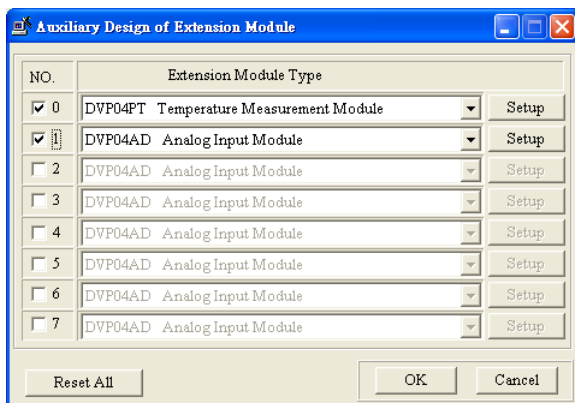 Auxiliary Design of Extension Module
NO. Extension Module Type
0 DVP04PT Temperature Measurement Module Setup
1 DVP04AD Analog Input Module Setup
2 DVP04AD Analog Input Module Setup
3 DVP04AD Analog Input Module Setup
4 DVP04AD Analog Input Module Setup
5 DVP04AD Analog Input Module Setup
6 DVP04AD Analog Input Module Setup
7 DVP04AD Analog Input Module Setup
Reset All OK Cancel